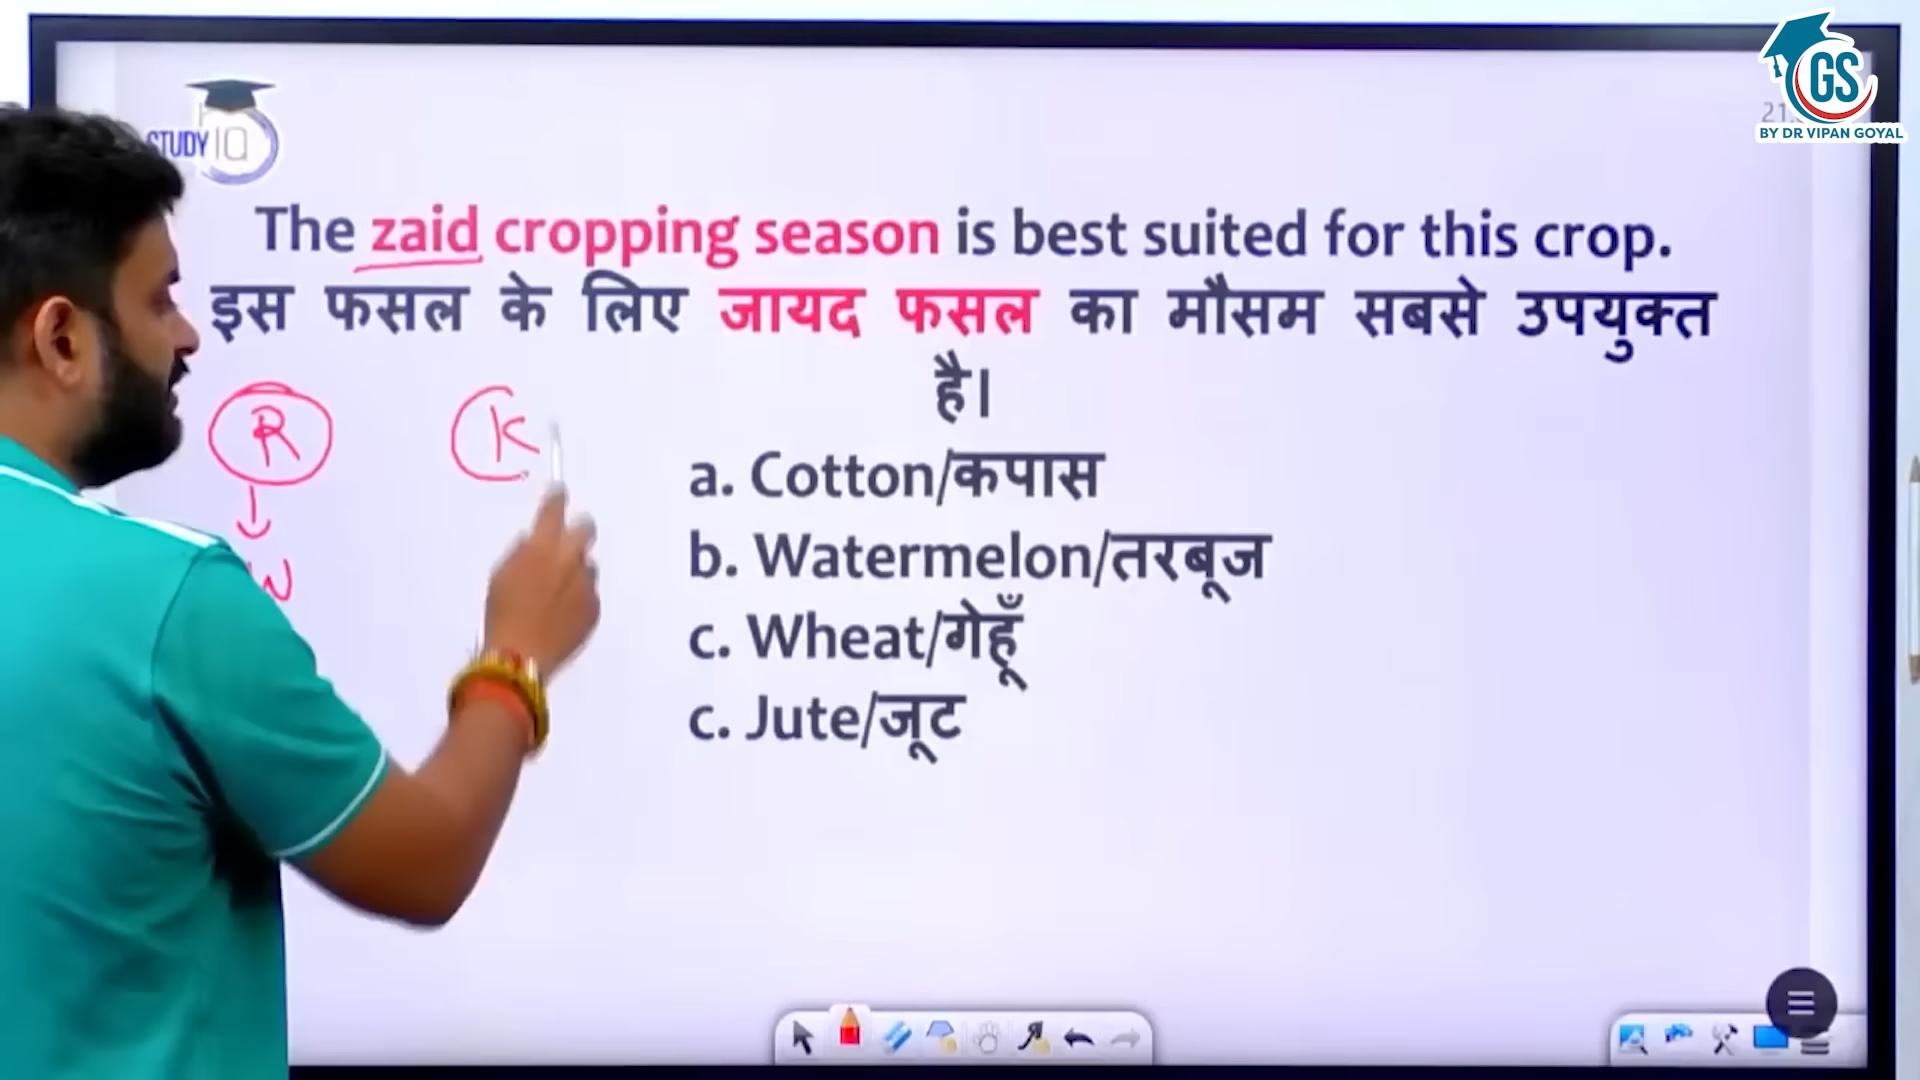 GS
BY DR VIPAN GOYAL
21
STUDY IQ
The zaid cropping season is best suited for this crop.
इस फसल के लिए जायद फसल का मौसम सबसे उपयुक्त
है।
R
K
W
a. Cotton/कपास
b. Watermelon/तरबूज
c. Wheat/गेहूँ
c. Jute/जूट